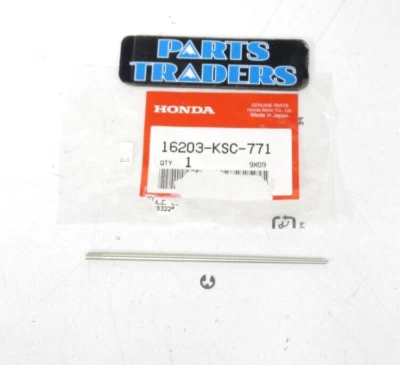 PARTS
TRADERS
HONDA
GENUINE PARTS
Honda Motor Co., Ltd.
Made in Japan
16203-KSC-771
QTY 1 9X09